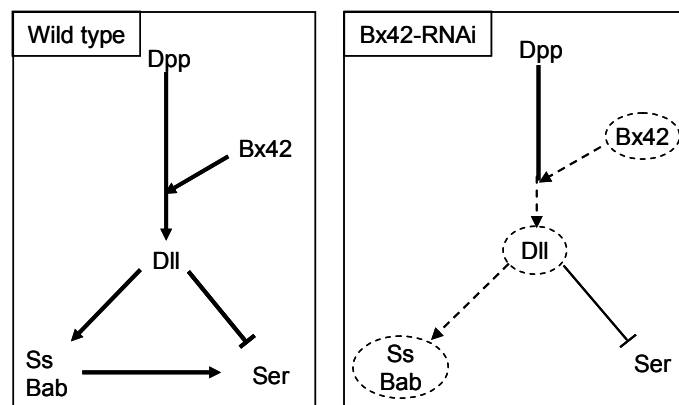 Wild type
Dpp
Bx42
Dll
Ss
Bab
Ser
Bx42-RNAi
Dpp
Bx42
Dll
Ss
Bab
Ser